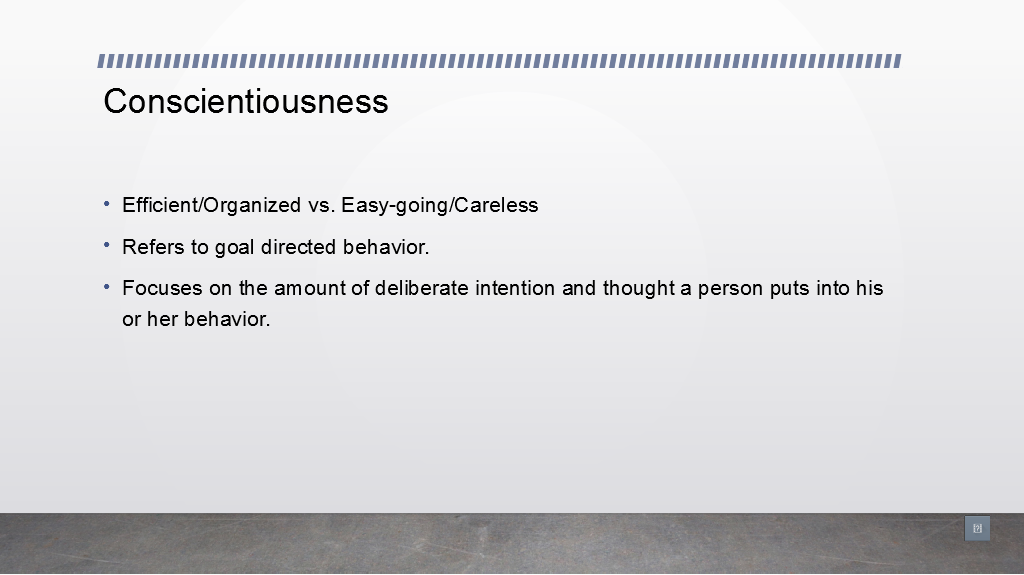 Conscientiousness
• Efficient/Organized vs. Easy-going/Careless
• Refers to goal directed behavior.
• Focuses on the amount of deliberate intention and thought a person puts into his
or her behavior.